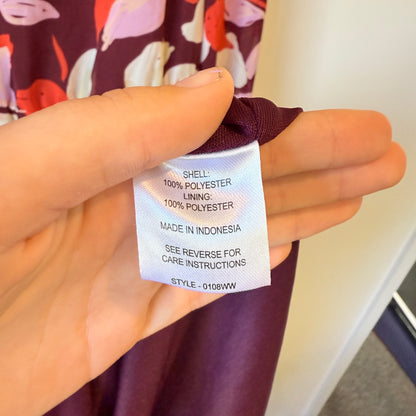 SHELL:
100% POLYESTER
LINING:
100% POLYESTER
MADE IN INDONESIA
SEE REVERSE FOR
CARE INSTRUCTIONS
STYLE - 0108WW